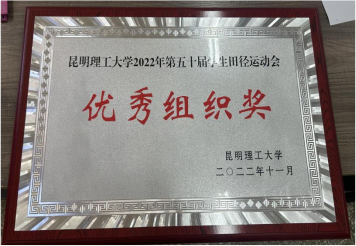 昆明理工大学2022年第五十届学生田径运动会
优秀组织奖
昆明理工大学
二〇二二年十一月